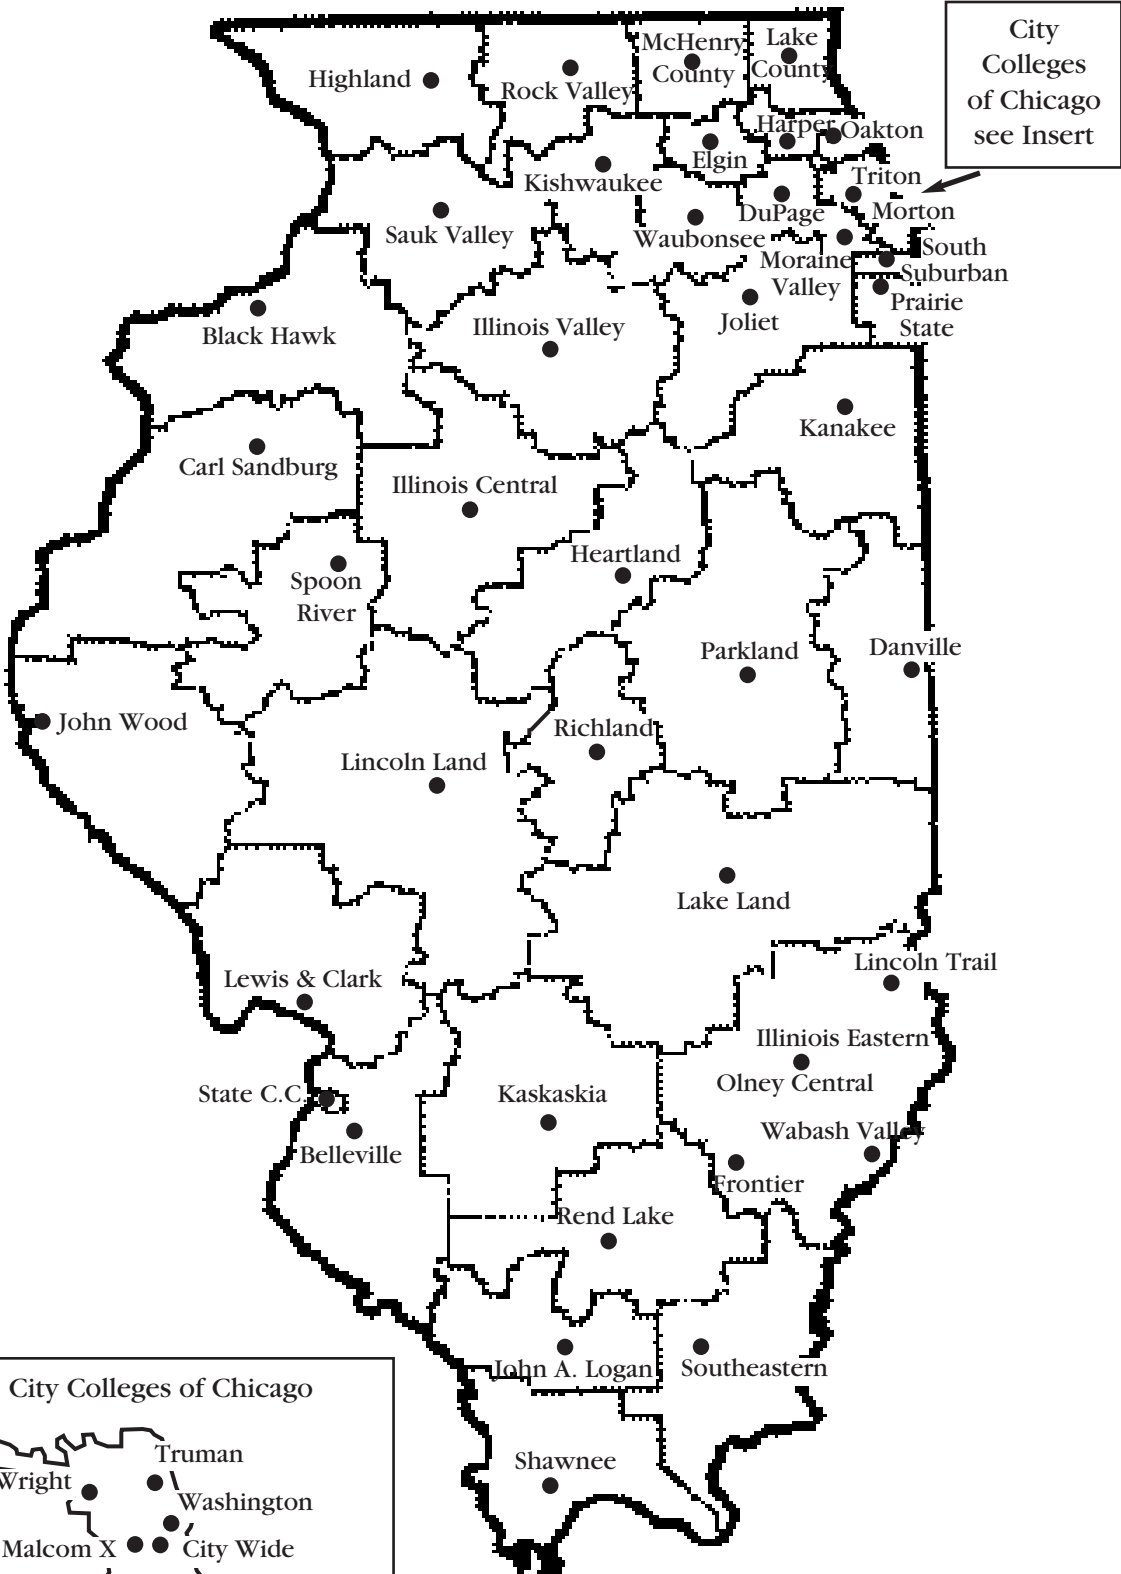 City
Colleges
of Chicago
see Insert
McHenry
County
Lake
County
Highland
Rock Valley
Harper
Oakton
Elgin
Kishwaukee
Triton
DuPage
Morton
Sauk Valley
Waubonsee
Moraine
Valley
South
Suburban
Prairie
State
Black Hawk
Illinois Valley
Joliet
Kanakee
Carl Sandburg
Illinois Central
Heartland
Spoon
River
Parkland
Danville
John Wood
Richland
Lincoln Land
Lake Land
Lincoln Trail
Lewis & Clark
Illiniois Eastern
Olney Central
State C.C.
Kaskaskia
Wabash Valley
Belleville
Frontier
Rend Lake
John A. Logan
Southeastern
Shawnee
City Colleges of Chicago
Truman
Wright
Washington
Malcom X
City Wide